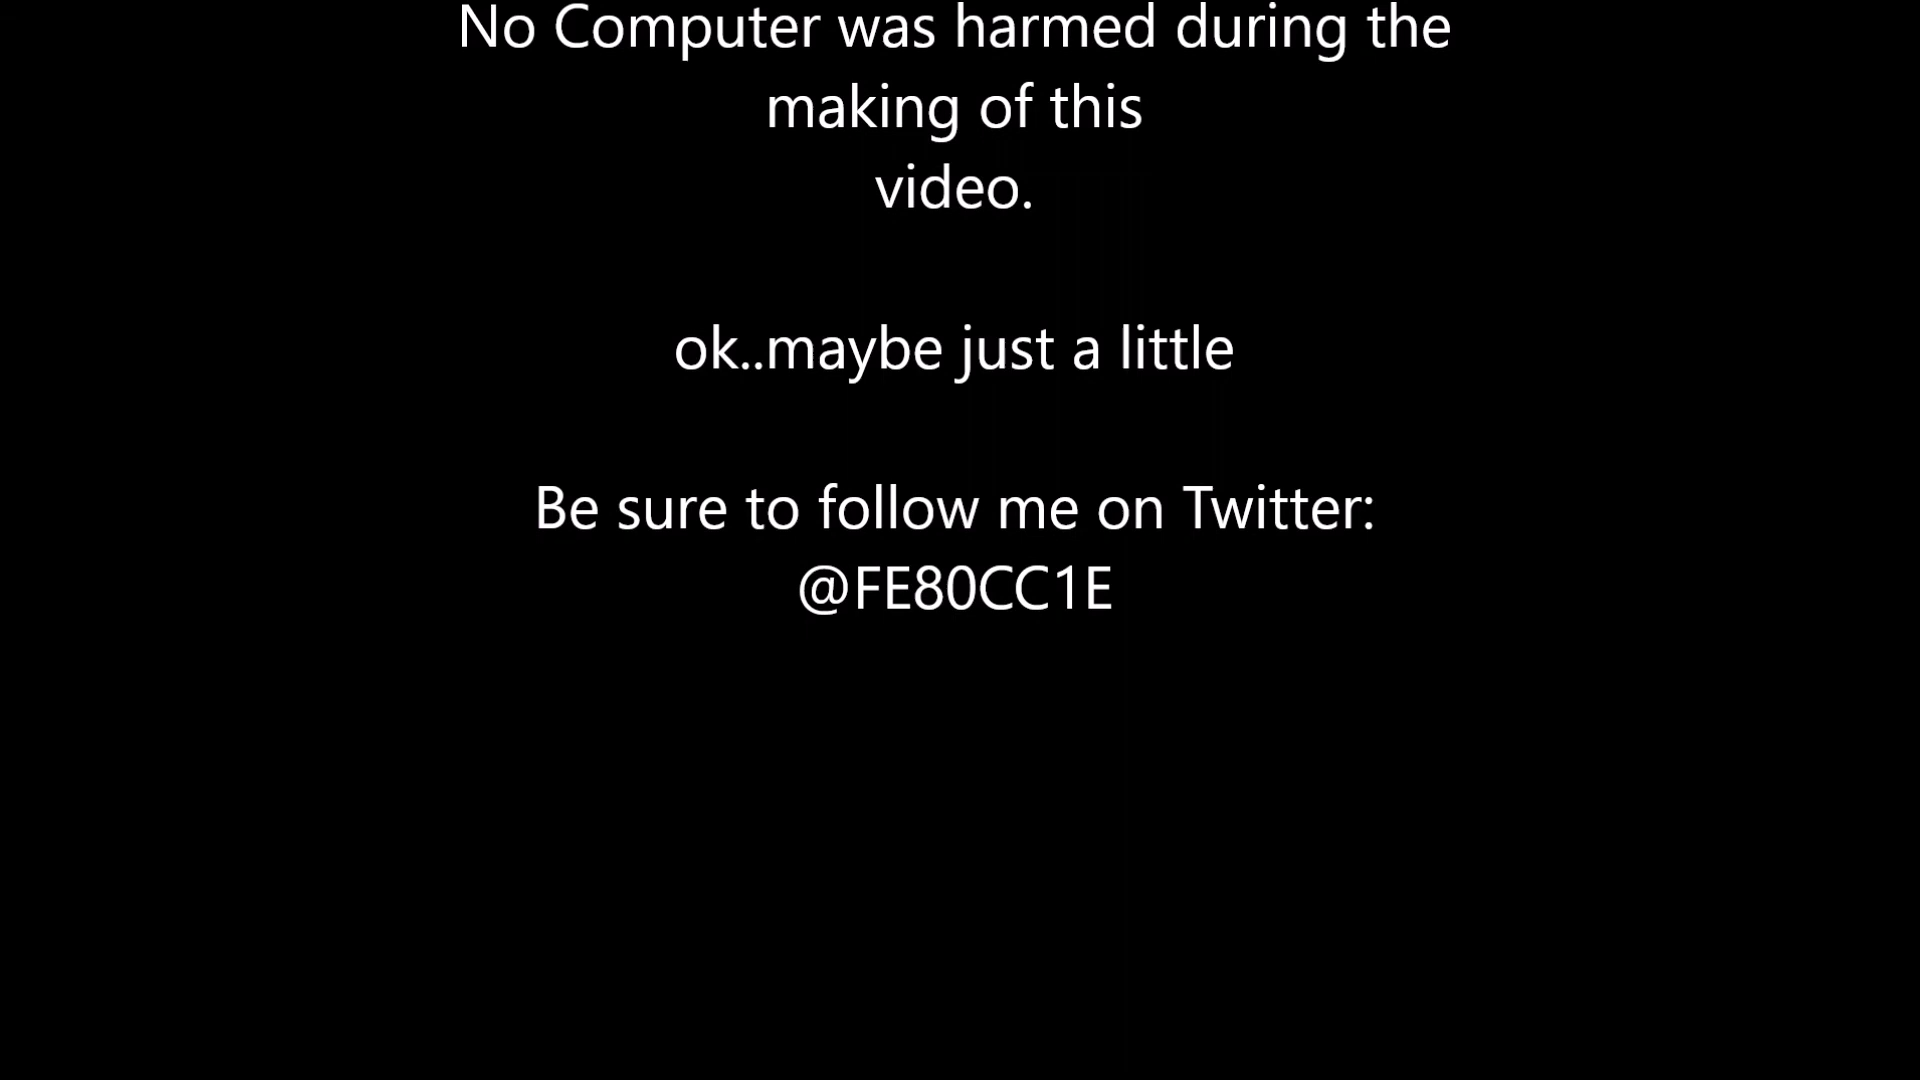 No Computer was harmed during the
making of this
video.
ok..maybe just a little
Be sure to follow me on Twitter:
@FE80CC1E